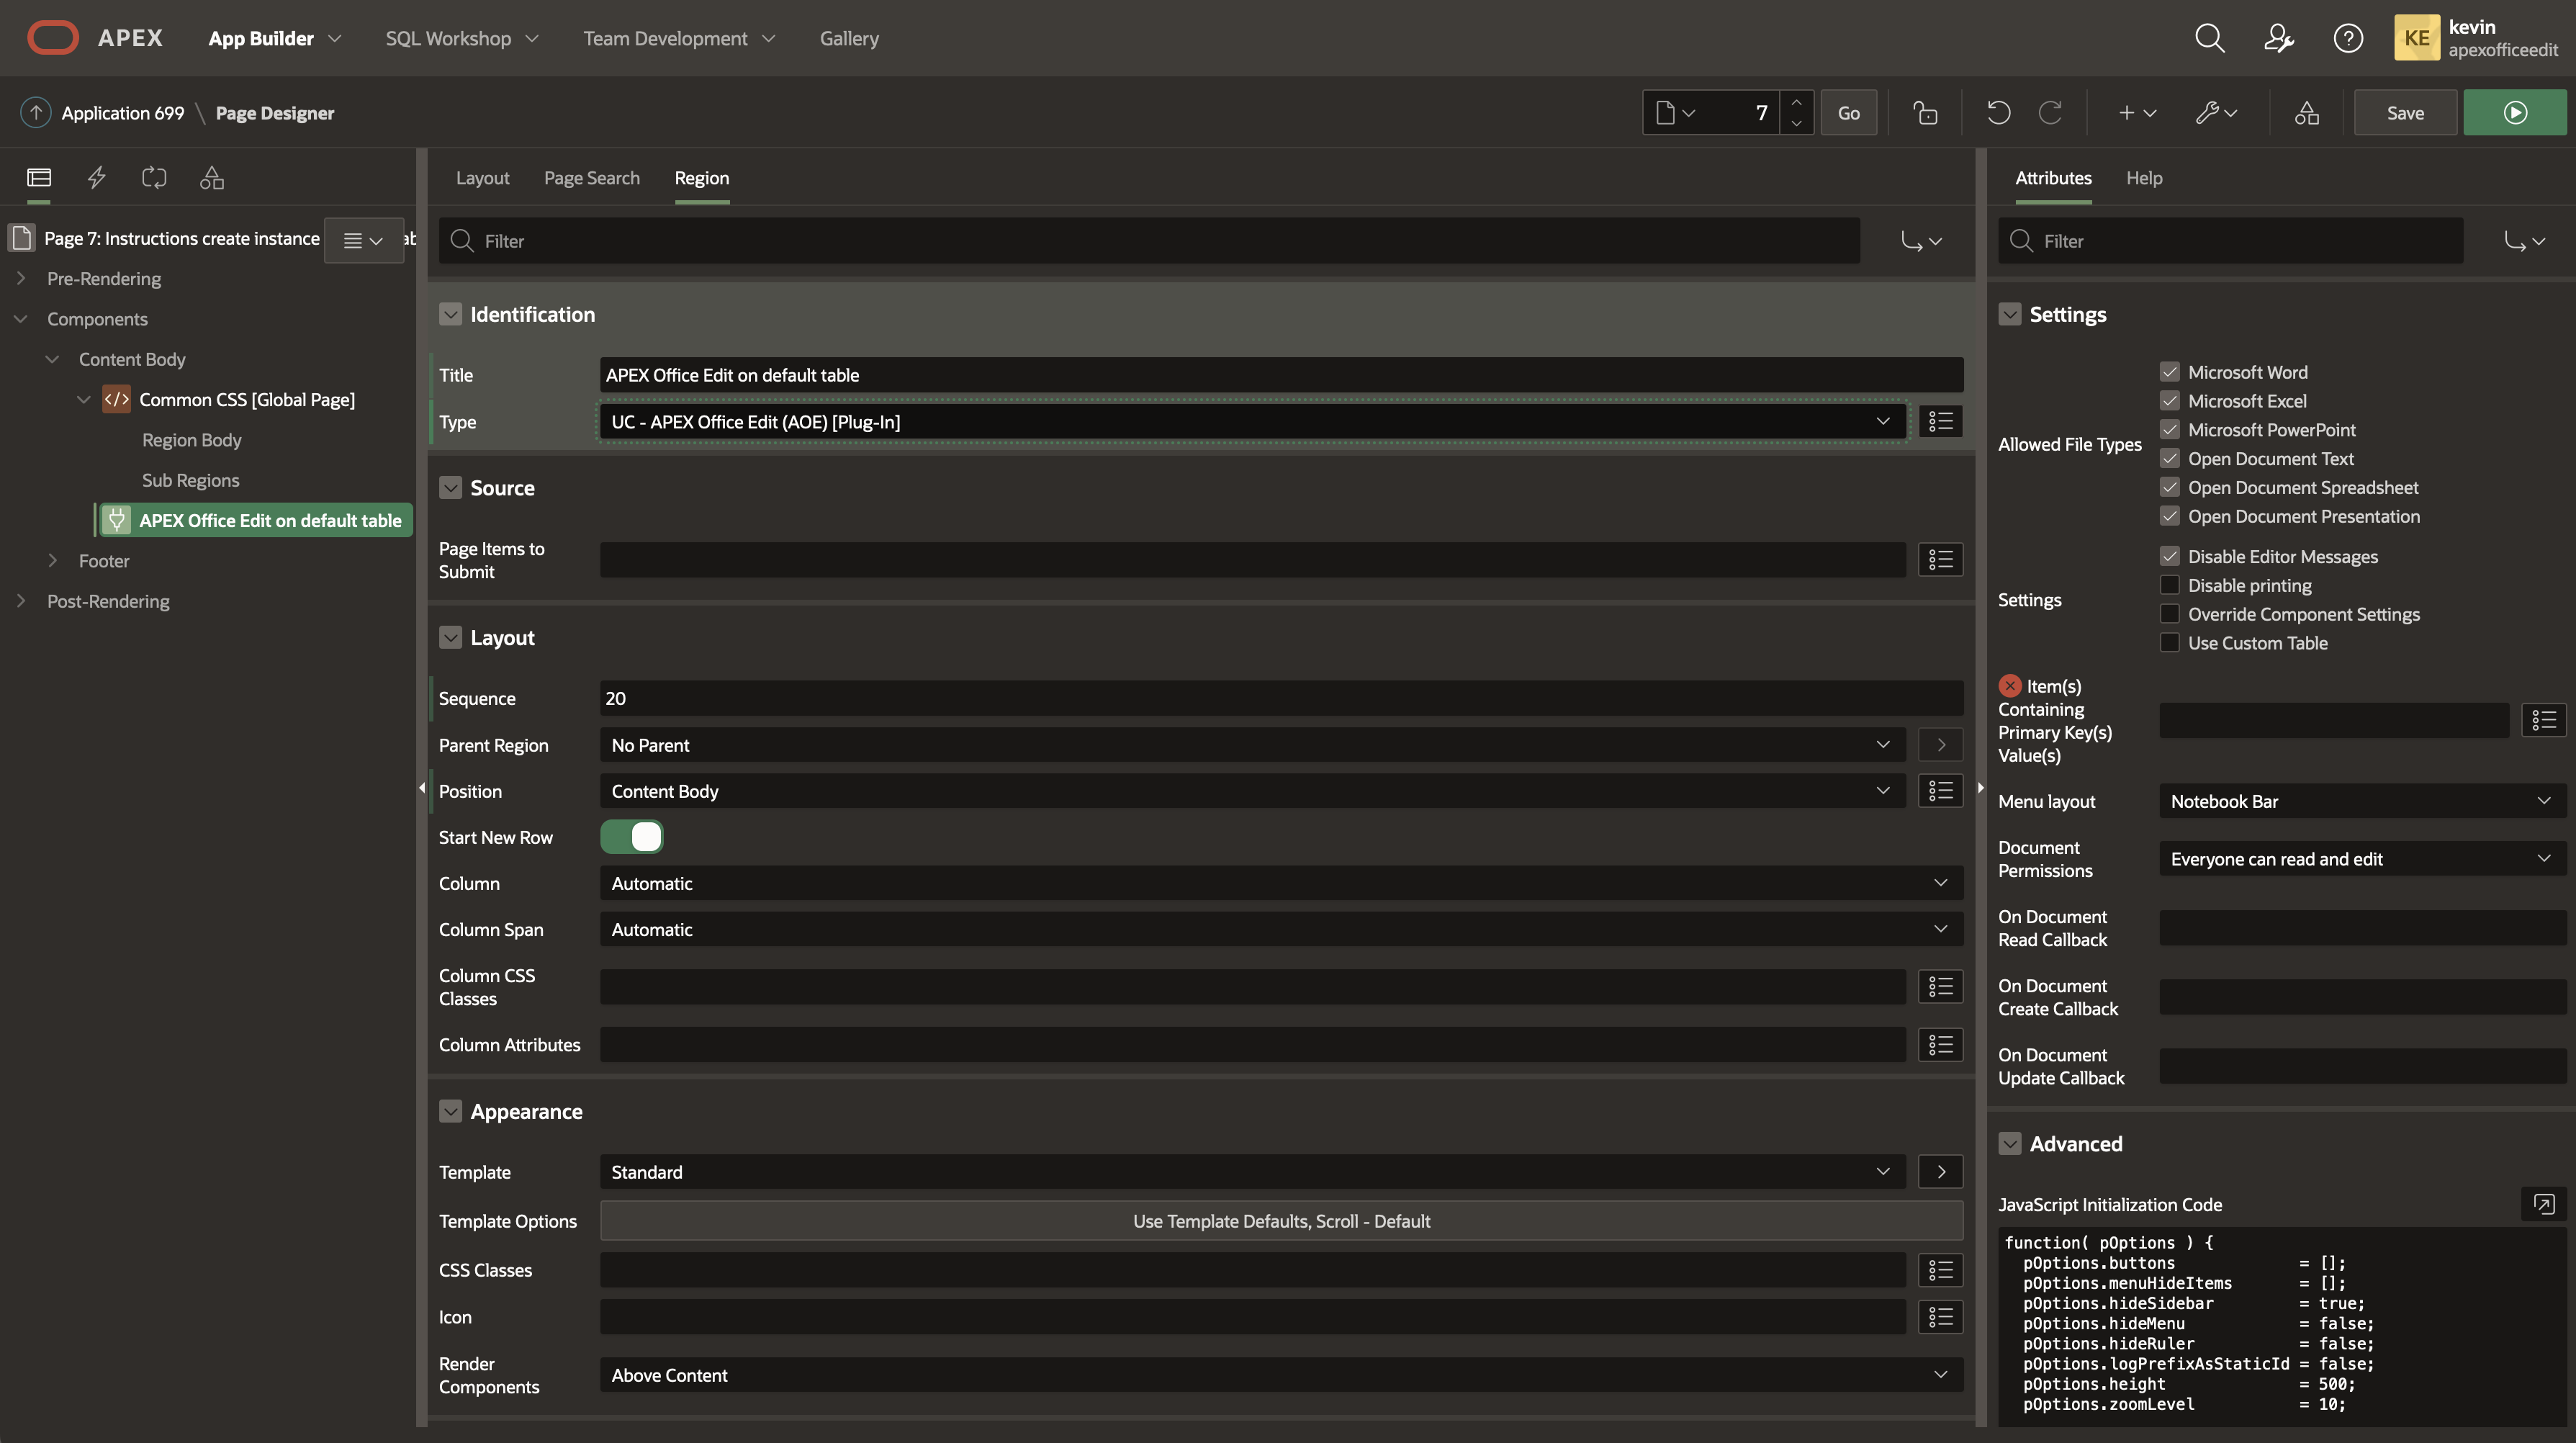 APEX
App Builder
SQL Workshop
Team Development
Gallery
KE
kevin
apexofficeedit
Application 699 \ Page Designer
7
Go
Save
Page 7: Instructions create instance
Pre-Rendering
Components
Content Body
</> Common CSS [Global Page]
Region Body
Sub Regions
APEX Office Edit on default table
Footer
Post-Rendering
Layout
Page Search
Region
Filter
Identification
Title
APEX Office Edit on default table
Type
UC - APEX Office Edit (AOE) [Plug-In]
Source
Page Items to
Submit
Layout
Sequence
20
Parent Region
No Parent
Position
Content Body
Start New Row
Column
Automatic
Column Span
Automatic
Column CSS
Classes
Column Attributes
Appearance
Template
Standard
Template Options
Use Template Defaults, Scroll - Default
CSS Classes
Icon
Render
Components
Above Content
Attributes
Help
Filter
Settings
Allowed File Types
Microsoft Word
Microsoft Excel
Microsoft PowerPoint
Open Document Text
Open Document Spreadsheet
Open Document Presentation
Settings
Disable Editor Messages
Disable printing
Override Component Settings
Use Custom Table
Item(s)
Containing
Primary Key(s)
Value(s)
Menu layout
Notebook Bar
Document
Permissions
Everyone can read and edit
On Document
Read Callback
On Document
Create Callback
On Document
Update Callback
Advanced
JavaScript Initialization Code
function( pOptions ) {
pOptions.buttons = [];
pOptions.menuHideItems = [];
pOptions.hideSidebar = true;
pOptions.hideMenu = false;
pOptions.hideRuler = false;
pOptions.logPrefixAsStaticId = false;
pOptions.height = 500;
pOptions.zoomLevel = 10;